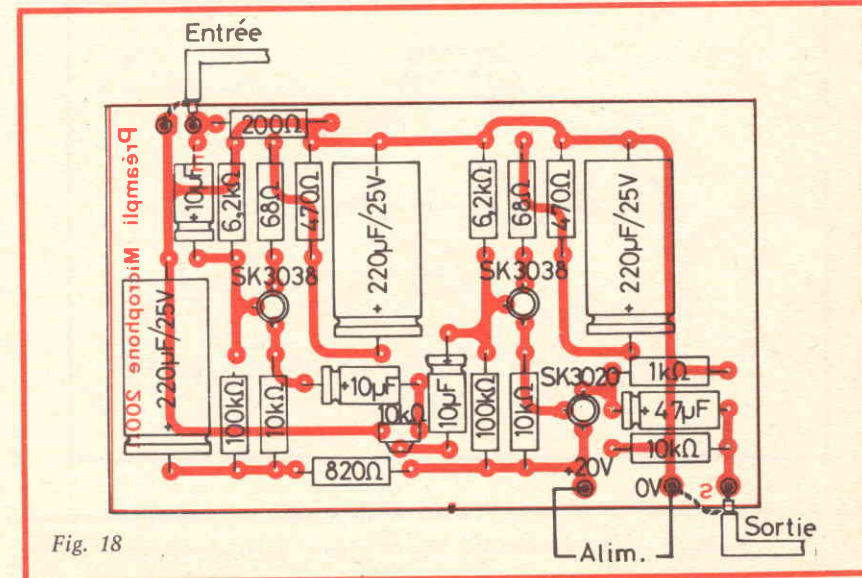 Entrée
200Ω
Préampli Microphone 200Ω
+10µF
6,2kΩ
68Ω
470Ω
+ 220µF/25V-
6,2kΩ
68Ω
470Ω
+ 220µF/25V
SK3038
SK3038
+ 220µF/25V
100kΩ
10kΩ
+10µF
10kΩ
10µF
100kΩ
10kΩ
SK3020
1kΩ
+47µF
10kΩ
820Ω
+20V
0V
S
Sortie
Alim.
Fig. 18